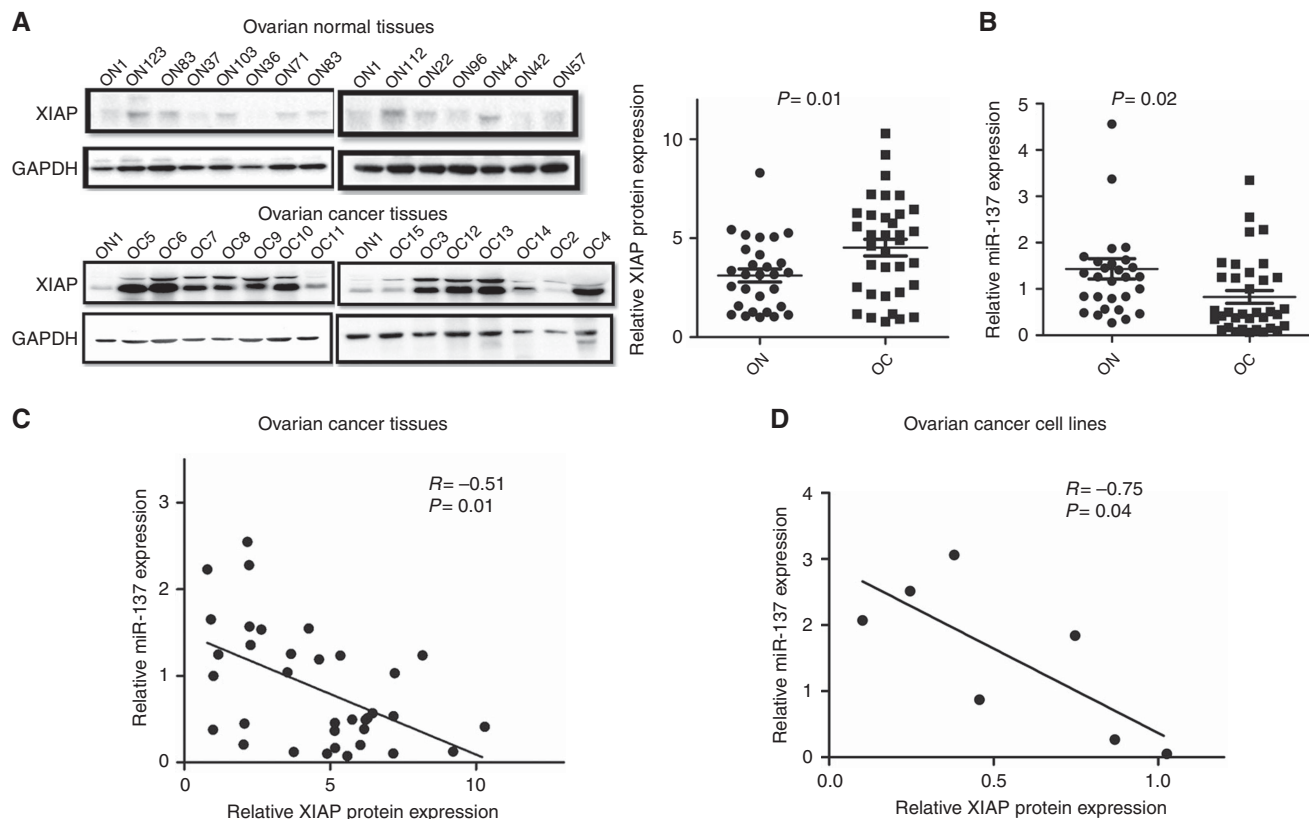 A
Ovarian normal tissues
ON1 ON123 ON83 ON37 ON103 ON36 ON71 ON83
ON1 ON112 ON22 ON96 ON44 ON42 ON57
XIAP
GAPDH
Ovarian cancer tissues
ON1 OC5 OC6 OC7 OC8 OC9 OC10 OC11
ON1 OC15 OC3 OC12 OC13 OC14 OC2 OC4
XIAP
GAPDH
P= 0.01
Relative XIAP protein expression
10
5
0
ON
OC
B
P= 0.02
Relative miR-137 expression
5
4
3
2
1
0
ON
OC
C
Ovarian cancer tissues
R= –0.51
P= 0.01
Relative miR-137 expression
3
2
1
0
0
5
10
Relative XIAP protein expression
D
Ovarian cancer cell lines
R= –0.75
P= 0.04
Relative miR-137 expression
4
3
2
1
0
0.0
0.5
1.0
Relative XIAP protein expression